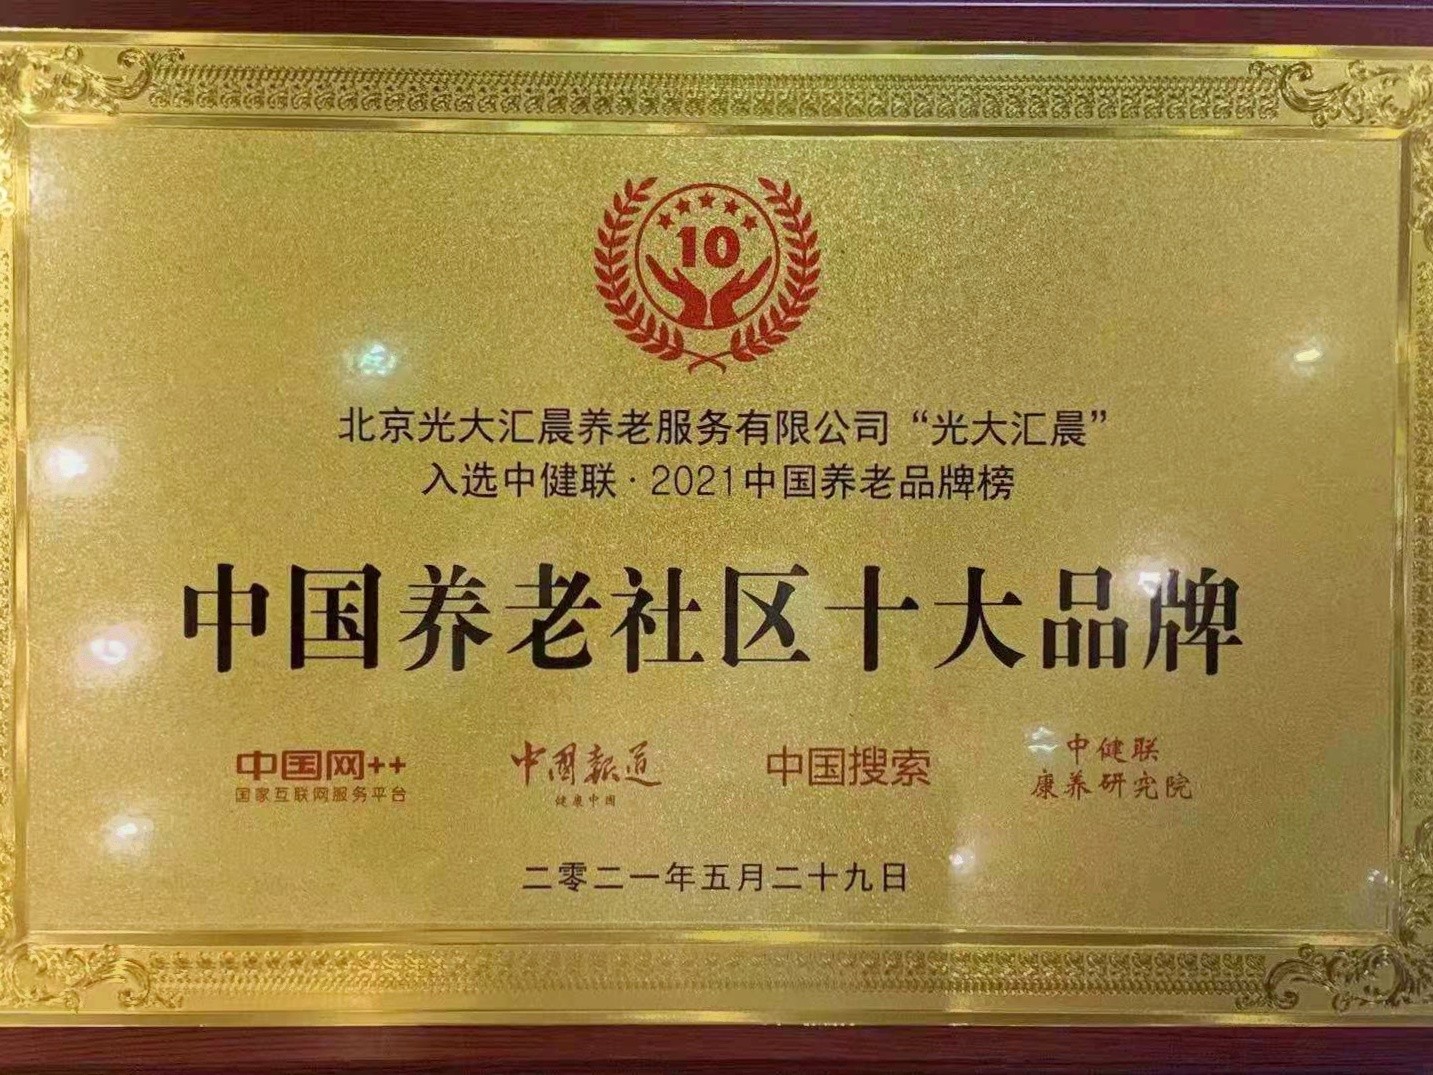 10
北京光大汇晨养老服务有限公司“光大汇晨”
入选中健联·2021中国养老品牌榜
中国养老社区十大品牌
中国网++
国家互联网服务平台
中國報道
健康中国
中国搜索
中健联
康养研究院
二零二一年五月二十九日